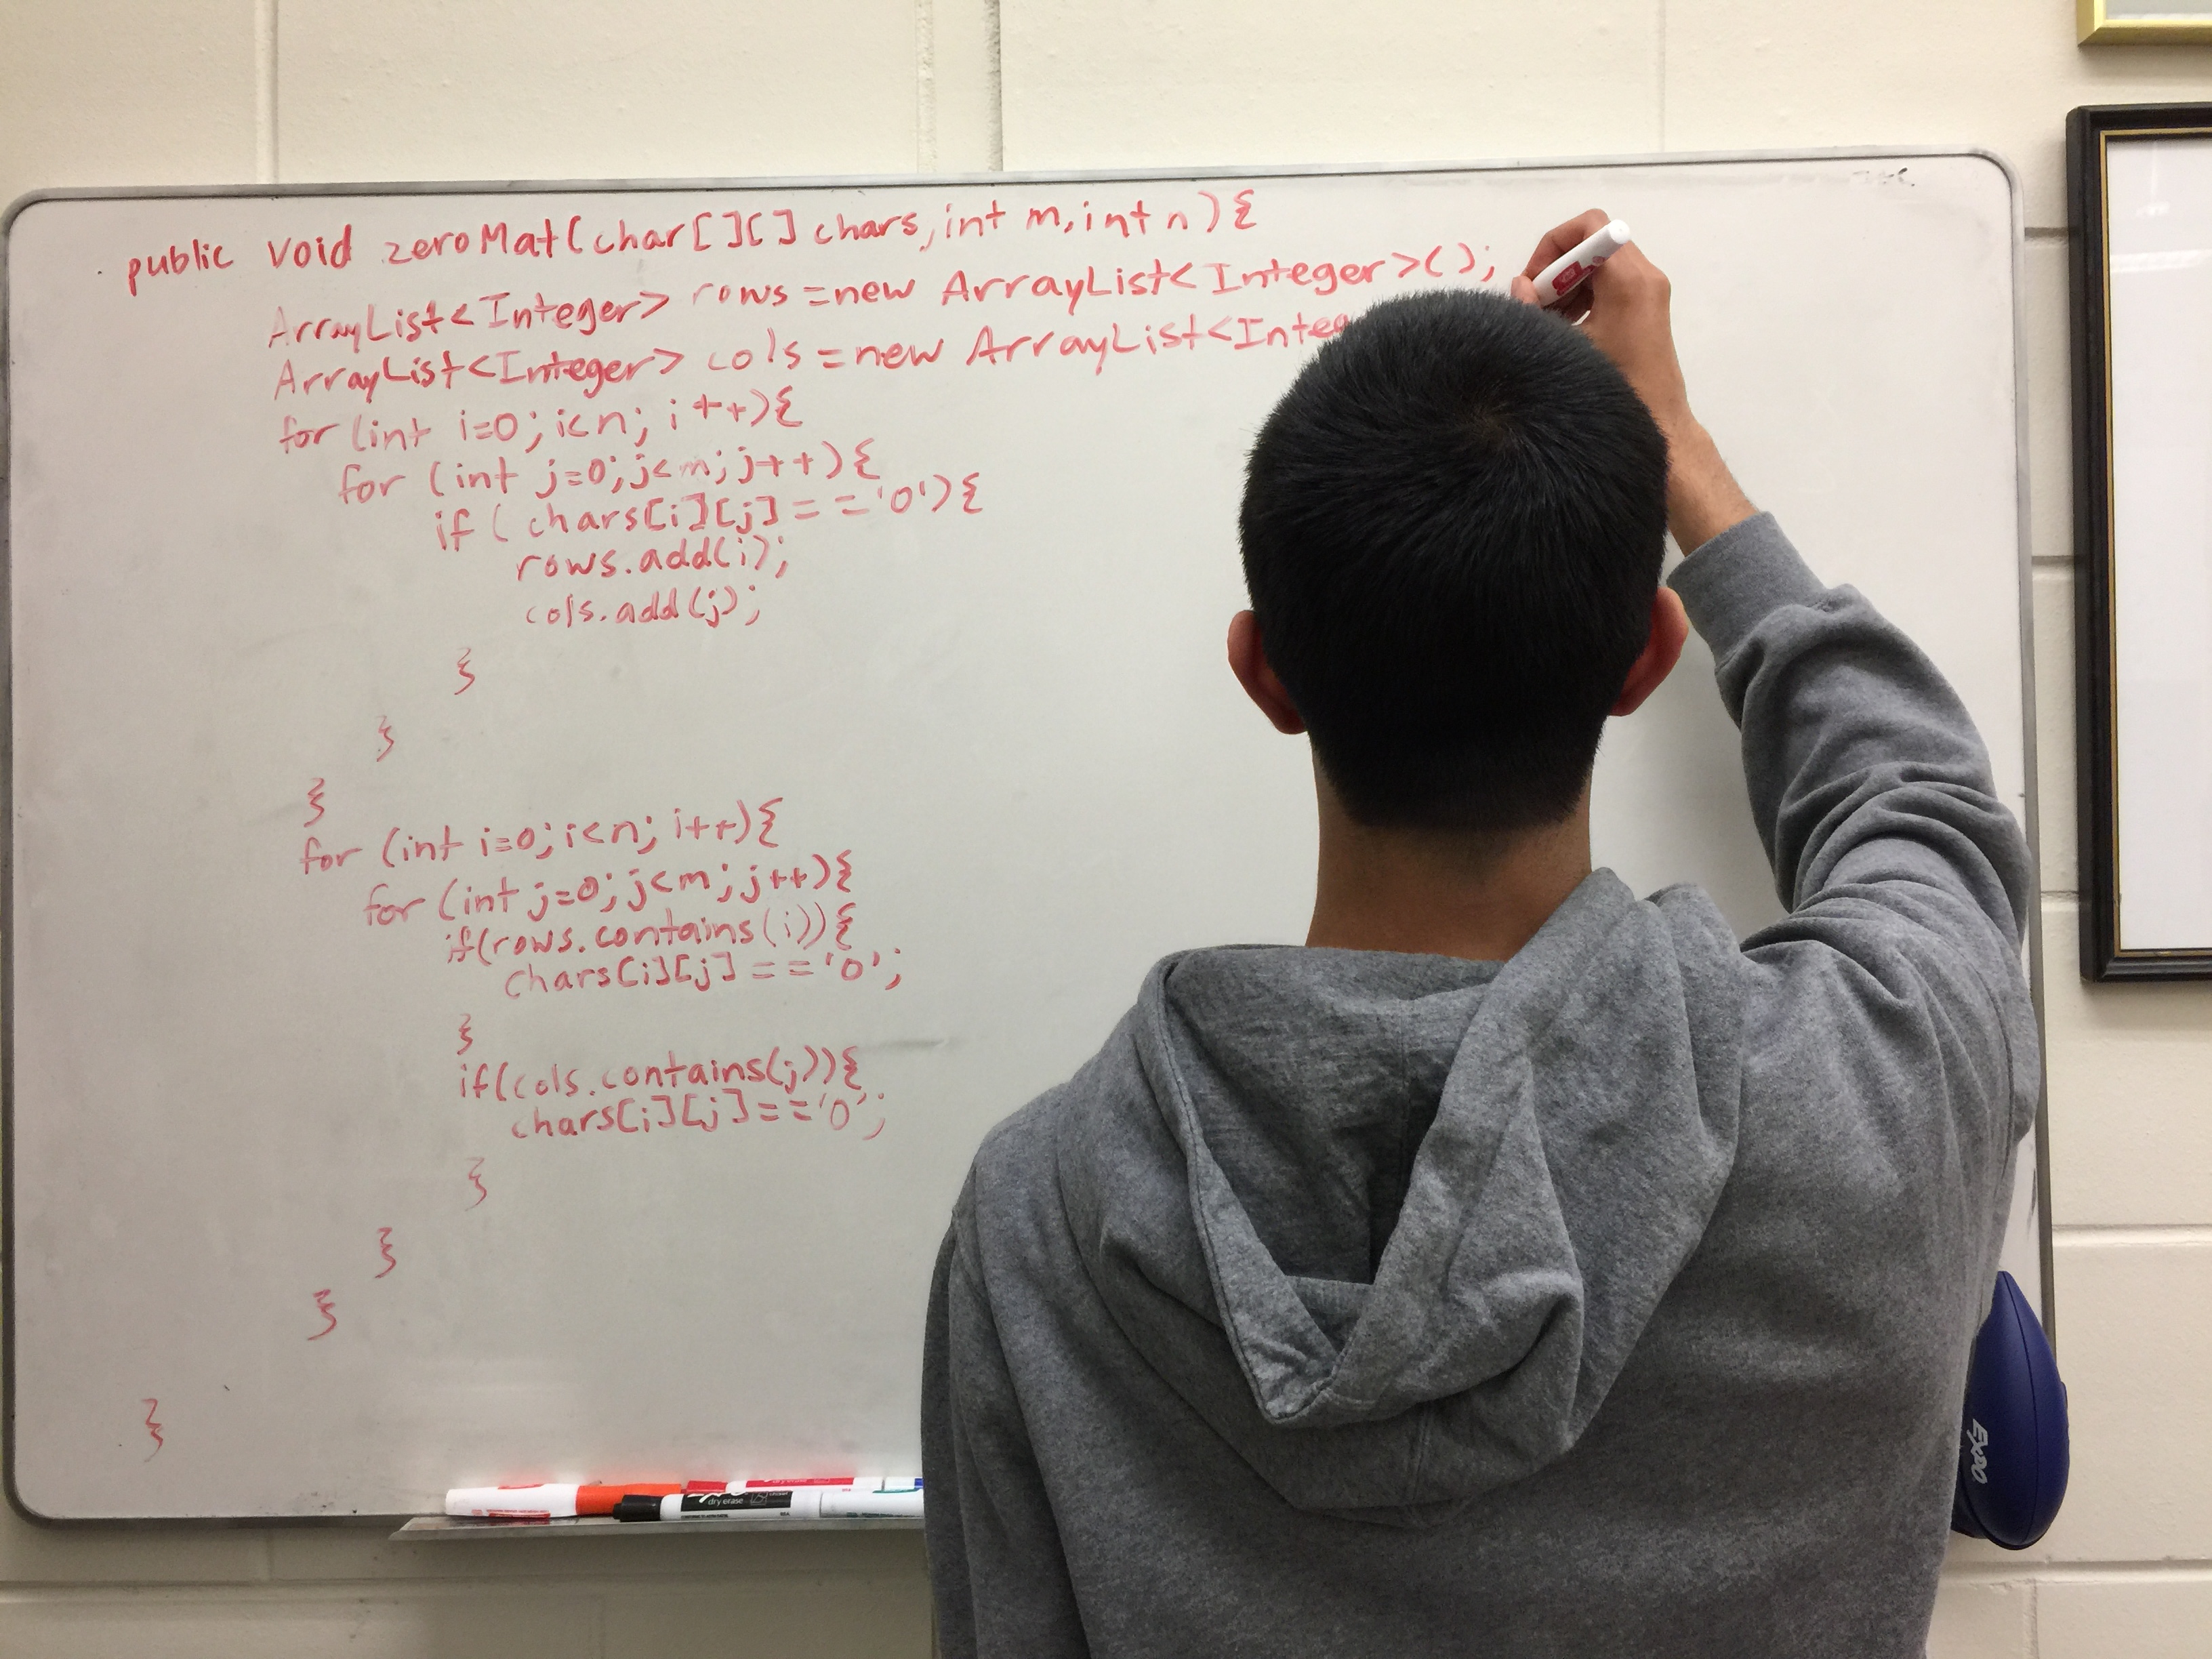 public void zeroMat(char[][] chars,int m,int n){
ArrayList<Integer> rows=new ArrayList<Integer>();
ArrayList<Integer> cols=new ArrayList<Integ
for (int i=0; i<n; i++){
for (int j=0;j<m;j++){
if ( chars[i][j]=='0'){
rows.add(i);
cols.add(j);
}
}
}
for (int i=0;i<n; i++){
for (int j=0;j<m;j++){
if(rows.contains(i)){
chars[i][j]=='0';
}
if(cols.contains(j)){
chars[i][j]=='0';
}
}
}
}
dry erase
EXPO